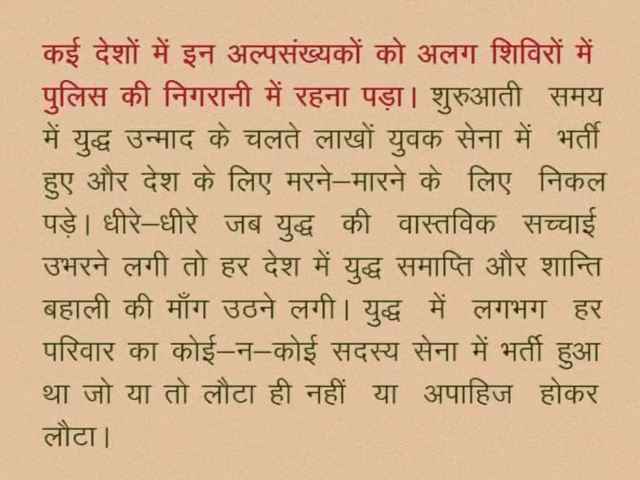 कई देशों में इन अल्पसंख्यकों को अलग शिविरों में
पुलिस की निगरानी में रहना पड़ा। शुरुआती समय
में युद्ध उन्माद के चलते लाखों युवक सेना में भर्ती
हुए और देश के लिए मरने–मारने के लिए निकल
पड़े। धीरे–धीरे जब युद्ध की वास्तविक सच्चाई
उभरने लगी तो हर देश में युद्ध समाप्ति और शान्ति
बहाली की माँग उठने लगी। युद्ध में लगभग हर
परिवार का कोई–न–कोई सदस्य सेना में भर्ती हुआ
था जो या तो लौटा ही नहीं या अपाहिज होकर
लौटा।